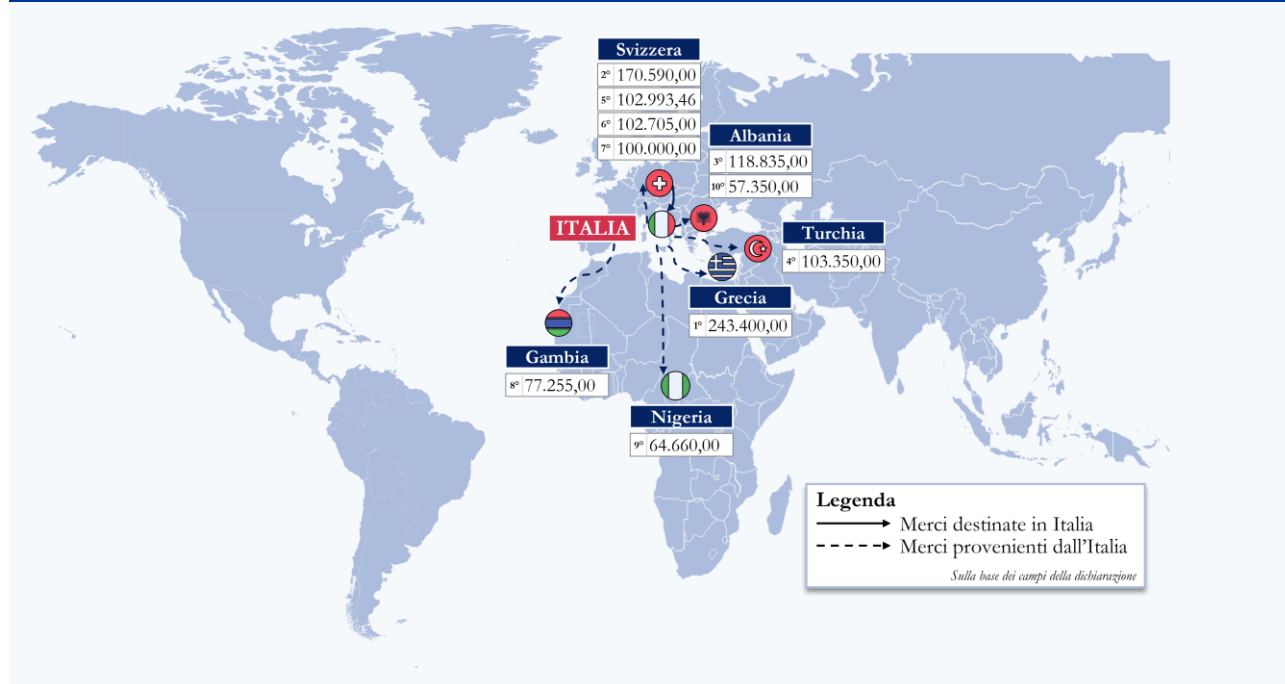 Svizzera
2° 170.590,00
5° 102.993,46
6° 102.705,00
7° 100.000,00
Albania
3° 118.835,00
10° 57.350,00
ITALIA
Turchia
4° 103.350,00
Grecia
1° 243.400,00
Gambia
8° 77.255,00
Nigeria
9° 64.660,00
Legenda
Merci destinate in Italia
Merci provenienti dall'Italia
Sulla base dei campi della dichiarazione